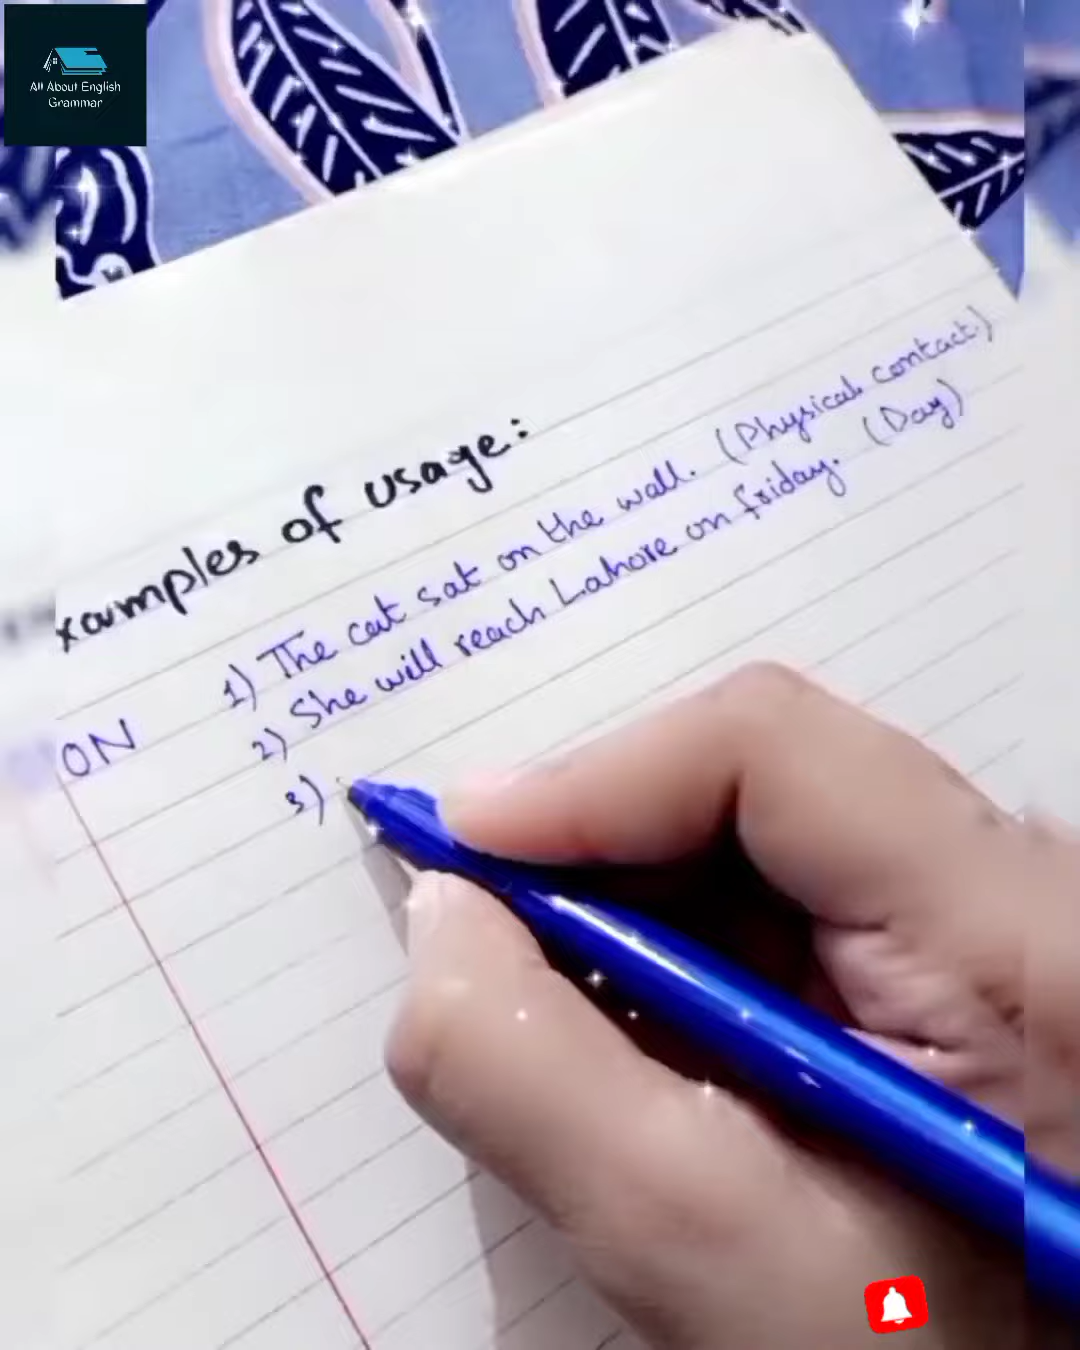 All About English
Grammar
xamples of usage:
ON
1) The cat sat on the wall. (Physical contact)
2) She will reach Lahore on friday. (Day)
3)